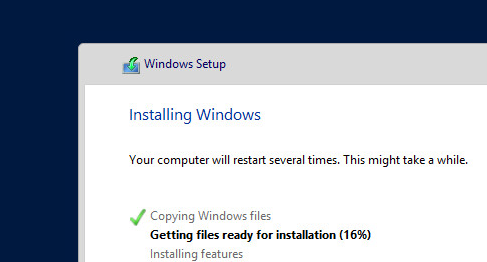 Windows Setup
Installing Windows
Your computer will restart several times. This might take a while.
Copying Windows files
Getting files ready for installation (16%)
Installing features